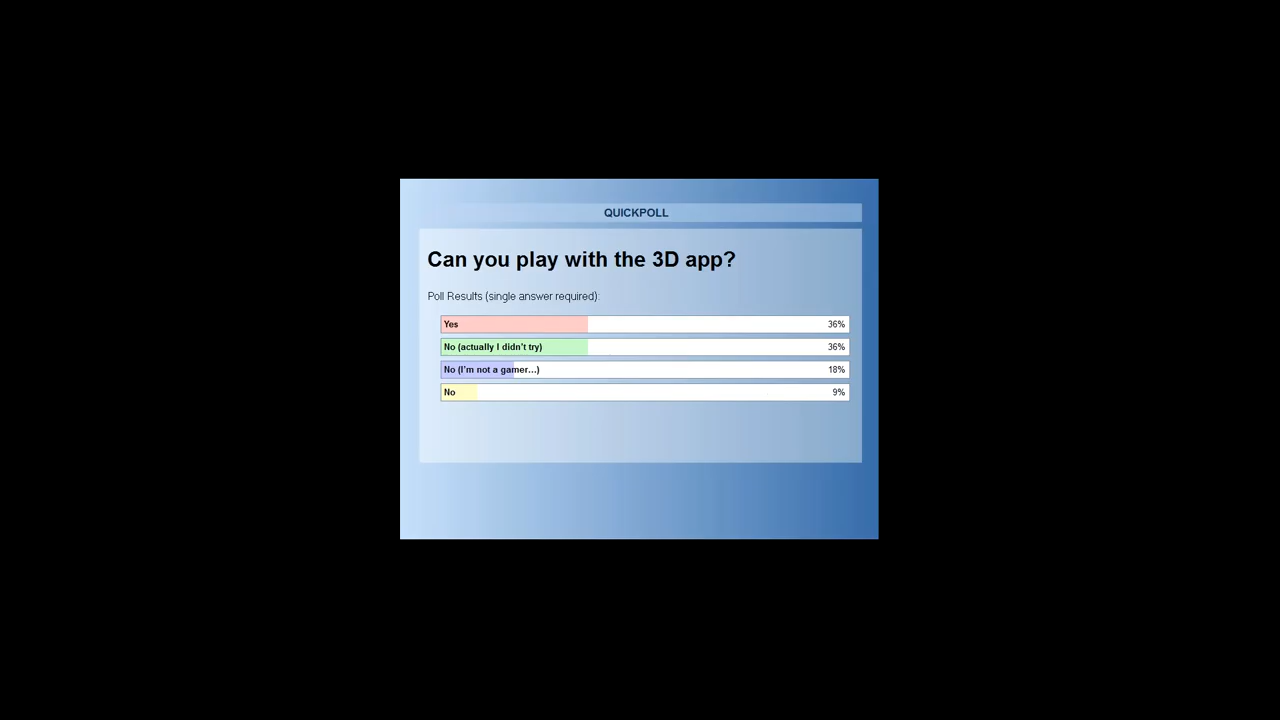 QUICKPOLL
Can you play with the 3D app?
Poll Results (single answer required):
Yes 36%
No (actually I didn't try) 36%
No (I'm not a gamer...) 18%
No 9%